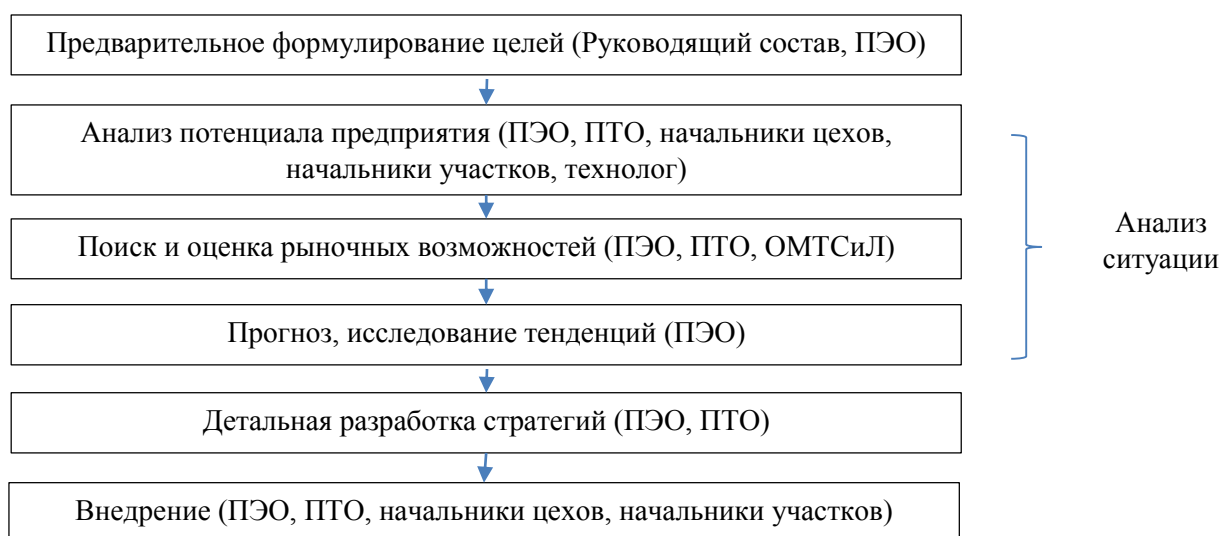 Предварительное формулирование целей (Руководящий состав, ПЭО)
Анализ потенциала предприятия (ПЭО, ПТО, начальники цехов,
начальники участков, технолог)
Поиск и оценка рыночных возможностей (ПЭО, ПТО, ОМТСиЛ)
Прогноз, исследование тенденций (ПЭО)
Анализ
ситуации
Детальная разработка стратегий (ПЭО, ПТО)
Внедрение (ПЭО, ПТО, начальники цехов, начальники участков)